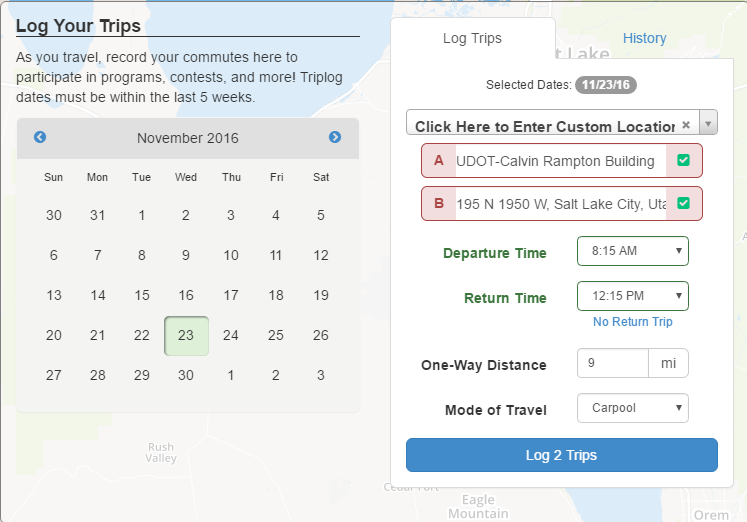 Log Your Trips
As you travel, record your commutes here to
participate in programs, contests, and more! Triplog
dates must be within the last 5 weeks.
November 2016
Sun Mon Tue Wed Thu Fri Sat
30 31 1 2 3 4 5
6 7 8 9 10 11 12
13 14 15 16 17 18 19
20 21 22 23 24 25 26
27 28 29 30 1 2 3
Log Trips History
Lake
Selected Dates: 11/23/16
Click Here to Enter Custom Location
A UDOT-Calvin Rampton Building
B 195 N 1950 W, Salt Lake City, Uta
Departure Time 8:15 AM
Return Time 12:15 PM
No Return Trip
One-Way Distance 9 mi
Mode of Travel Carpool
Log 2 Trips
Rush
Valley
Eagle
Mountain
Orem